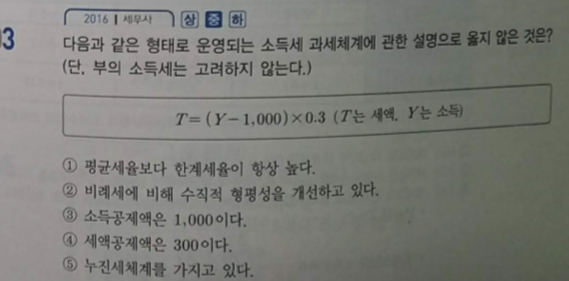 2016 | 세무사 상 중 하
3
다음과 같은 형태로 운영되는 소득세 과세체계에 관한 설명으로 옳지 않은 것은?
(단, 부의 소득세는 고려하지 않는다.)
T=(Y-1,000)×0.3 (T는 세액, Y는 소득)
① 평균세율보다 한계세율이 항상 높다.
② 비례세에 비해 수직적 형평성을 개선하고 있다.
③ 소득공제액은 1,000이다.
④ 세액공제액은 300이다.
⑤ 누진세체계를 가지고 있다.